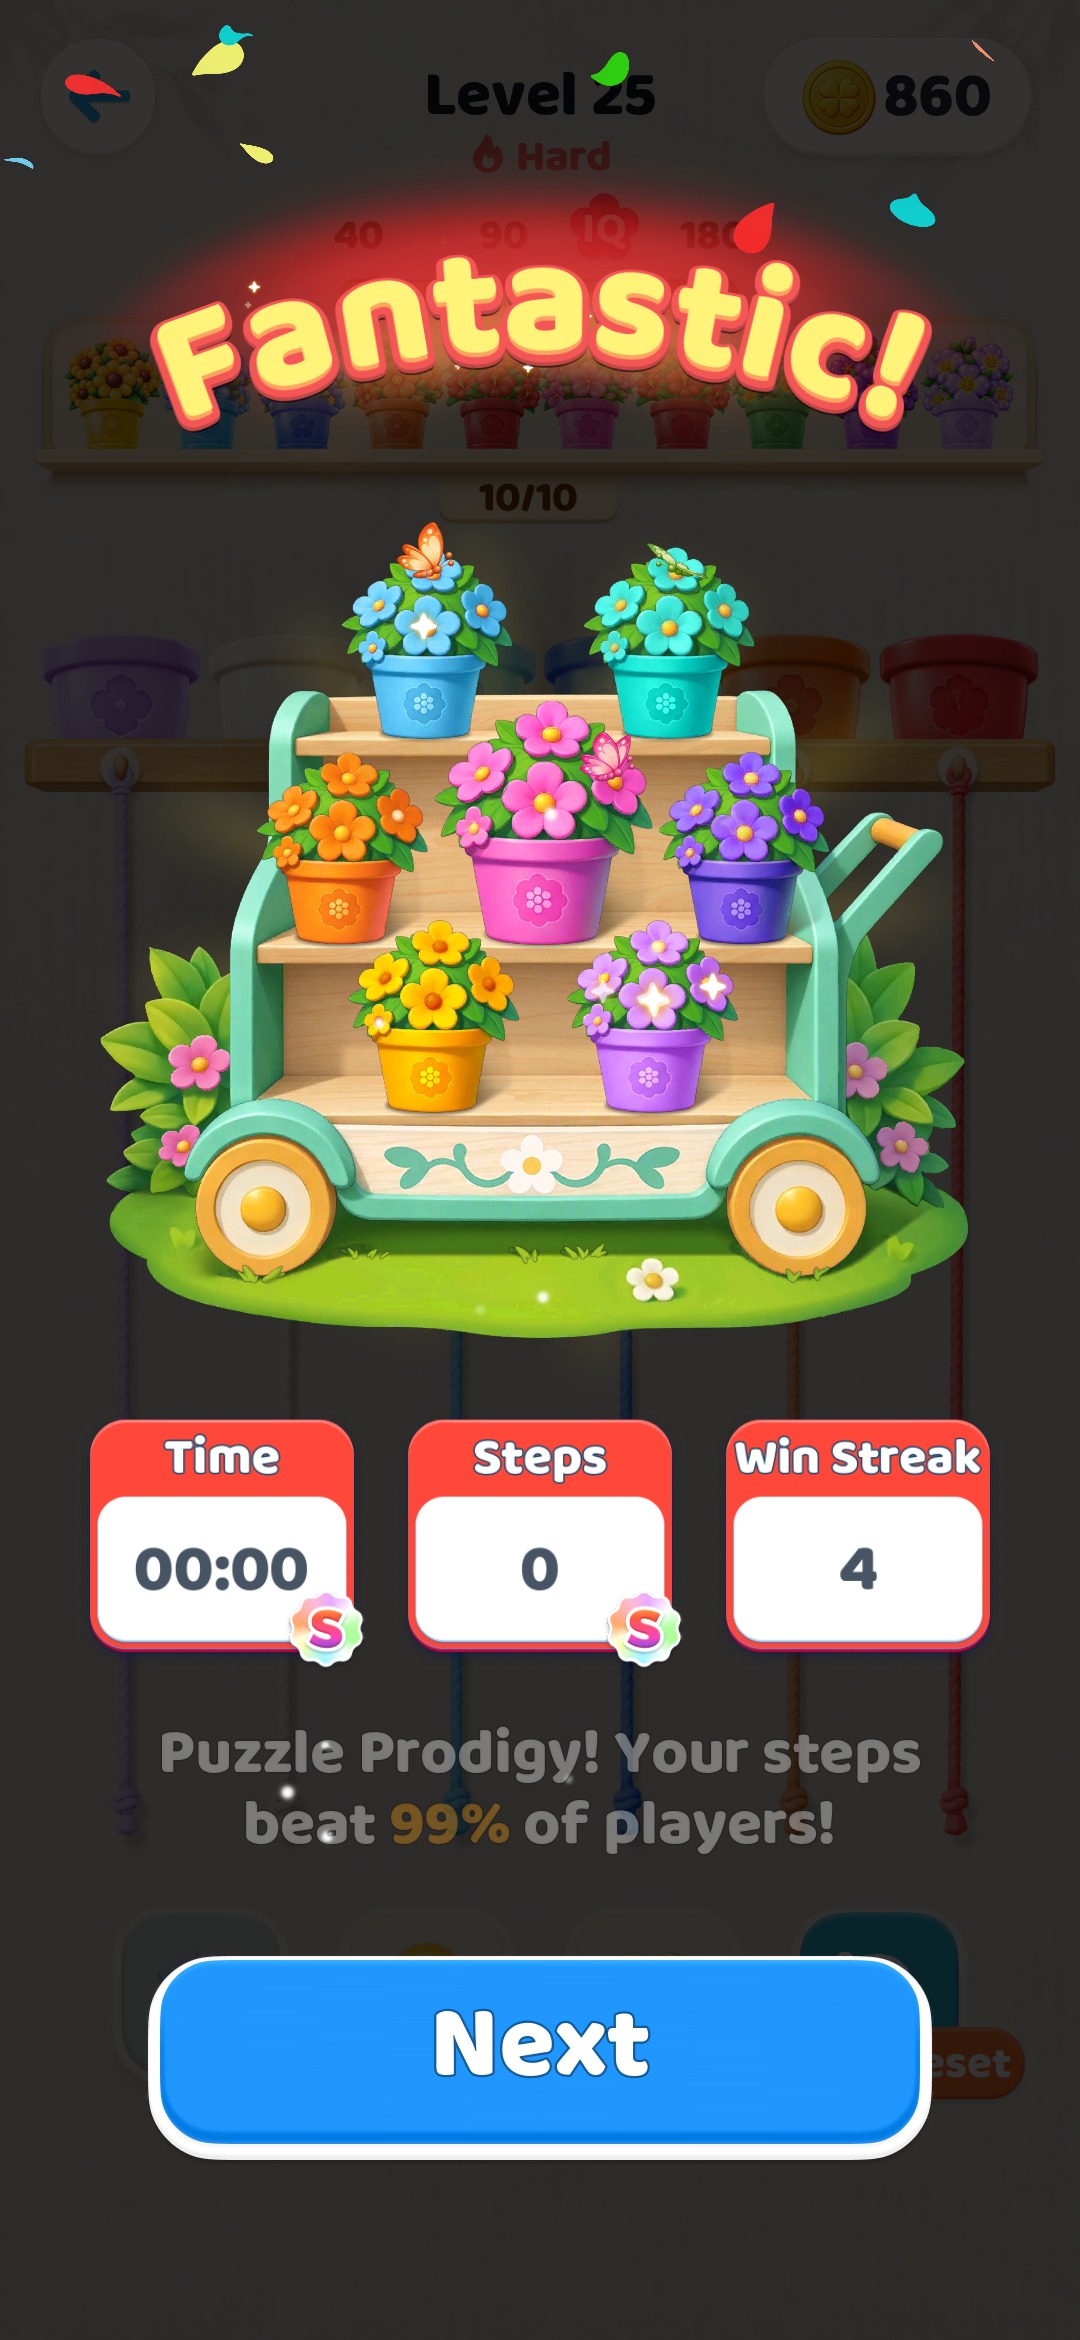 Level 25
860
Hard
40 90 IQ 180
Fantastic!
10/10
Time
Steps
Win Streak
00:00
0
4
S
S
Puzzle Prodigy! Your steps
beat 99% of players!
Next